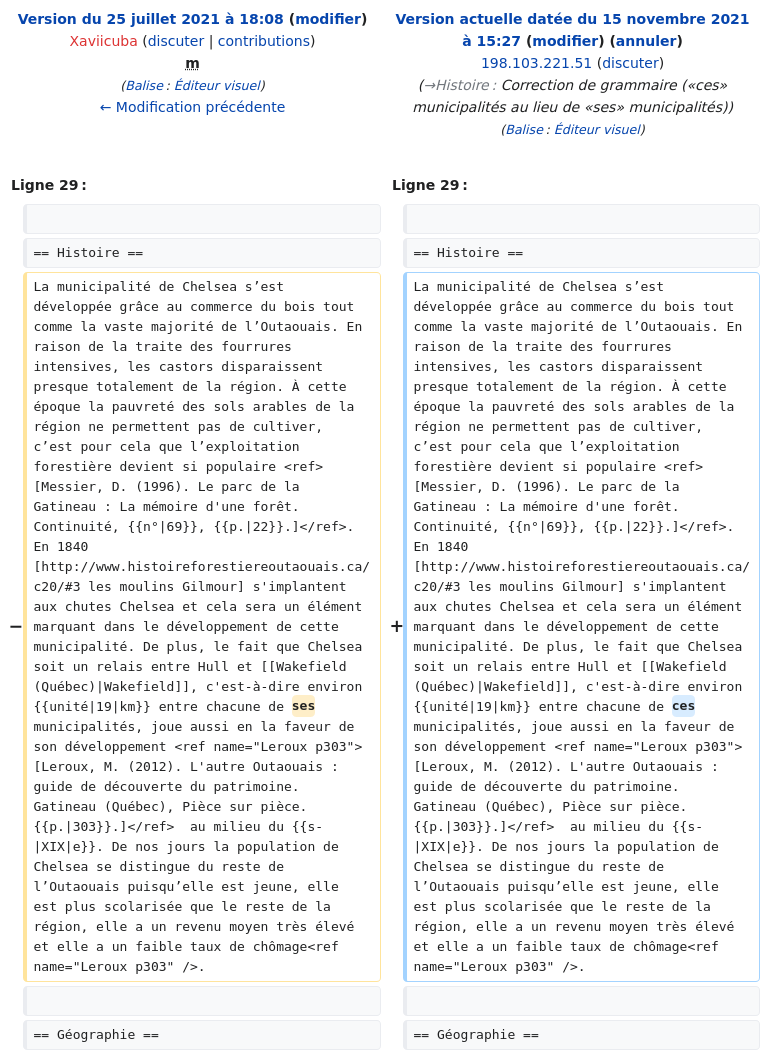 Version du 25 juillet 2021 à 18:08 (modifier)
Xaviicuba (discuter | contributions)
m
(Balise : Éditeur visuel)
← Modification précédente
Version actuelle datée du 15 novembre 2021
à 15:27 (modifier) (annuler)
198.103.221.51 (discuter)
(→Histoire : Correction de grammaire («ces»
municipalités au lieu de «ses» municipalités))
(Balise : Éditeur visuel)
Ligne 29 :
== Histoire ==
−
La municipalité de Chelsea s’est
développée grâce au commerce du bois tout
comme la vaste majorité de l’Outaouais. En
raison de la traite des fourrures
intensives, les castors disparaissent
presque totalement de la région. À cette
époque la pauvreté des sols arables de la
région ne permettent pas de cultiver,
c’est pour cela que l’exploitation
forestière devient si populaire <ref>
[Messier, D. (1996). Le parc de la
Gatineau : La mémoire d'une forêt.
Continuité, {{n°|69}}, {{p.|22}}.]</ref>.
En 1840
[http://www.histoireforestiereoutaouais.ca/
c20/#3 les moulins Gilmour] s'implantent
aux chutes Chelsea et cela sera un élément
marquant dans le développement de cette
municipalité. De plus, le fait que Chelsea
soit un relais entre Hull et [[Wakefield
(Québec)|Wakefield]], c'est-à-dire environ
{{unité|19|km}} entre chacune de ses
municipalités, joue aussi en la faveur de
son développement <ref name="Leroux p303">
[Leroux, M. (2012). L'autre Outaouais :
guide de découverte du patrimoine.
Gatineau (Québec), Pièce sur pièce.
{{p.|303}}.]</ref>  au milieu du {{s-
|XIX|e}}. De nos jours la population de
Chelsea se distingue du reste de
l’Outaouais puisqu’elle est jeune, elle
est plus scolarisée que le reste de la
région, elle a un revenu moyen très élevé
et elle a un faible taux de chômage<ref
name="Leroux p303" />.
== Géographie ==
Ligne 29 :
== Histoire ==
+
La municipalité de Chelsea s’est
développée grâce au commerce du bois tout
comme la vaste majorité de l’Outaouais. En
raison de la traite des fourrures
intensives, les castors disparaissent
presque totalement de la région. À cette
époque la pauvreté des sols arables de la
région ne permettent pas de cultiver,
c’est pour cela que l’exploitation
forestière devient si populaire <ref>
[Messier, D. (1996). Le parc de la
Gatineau : La mémoire d'une forêt.
Continuité, {{n°|69}}, {{p.|22}}.]</ref>.
En 1840
[http://www.histoireforestiereoutaouais.ca/
c20/#3 les moulins Gilmour] s'implantent
aux chutes Chelsea et cela sera un élément
marquant dans le développement de cette
municipalité. De plus, le fait que Chelsea
soit un relais entre Hull et [[Wakefield
(Québec)|Wakefield]], c'est-à-dire environ
{{unité|19|km}} entre chacune de ces
municipalités, joue aussi en la faveur de
son développement <ref name="Leroux p303">
[Leroux, M. (2012). L'autre Outaouais :
guide de découverte du patrimoine.
Gatineau (Québec), Pièce sur pièce.
{{p.|303}}.]</ref>  au milieu du {{s-
|XIX|e}}. De nos jours la population de
Chelsea se distingue du reste de
l’Outaouais puisqu’elle est jeune, elle
est plus scolarisée que le reste de la
région, elle a un revenu moyen très élevé
et elle a un faible taux de chômage<ref
name="Leroux p303" />.
== Géographie ==